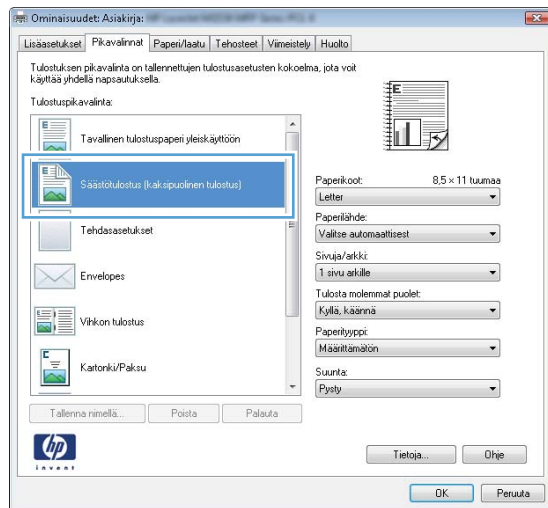 Ominaisuudet: Asiakirja:
Lisäasetukset Pikavalinnat Paperi/laatu Tehosteet Viimeistely Huolto
Tulostuksen pikavalinta on tallennettujen tulostusasetusten kokoelma, jota voit
käyttää yhdellä napsautuksella.
Tulostuspikavalinta:
Tavallinen tulostuspaperi yleiskäyttöön
Säästötulostus (kaksipuolinen tulostus)
Tehdasasetukset
Envelopes
Vihkon tulostus
Kartonki/Paksu
Tallenna nimellä... Poista Palauta
Paperikoot: 8,5 × 11 tuumaa
Letter
Paperilähde:
Valitse automaattisest
Sivuja/arkki:
1 sivu arkille
Tulosta molemmat puolet:
Kyllä, käännä
Paperityyppi:
Määrittämätön
Suunta:
Pysty
hp
invent
Tietoja... Ohje
OK Peruuta